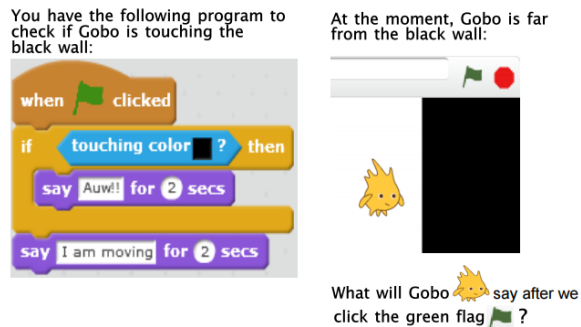 You have the following program to
check if Gobo is touching the
black wall:
when clicked
if touching color ? then
say Auw!! for 2 secs
say I am moving for 2 secs
At the moment, Gobo is far
from the black wall:
What will Gobo say after we
click the green flag ?